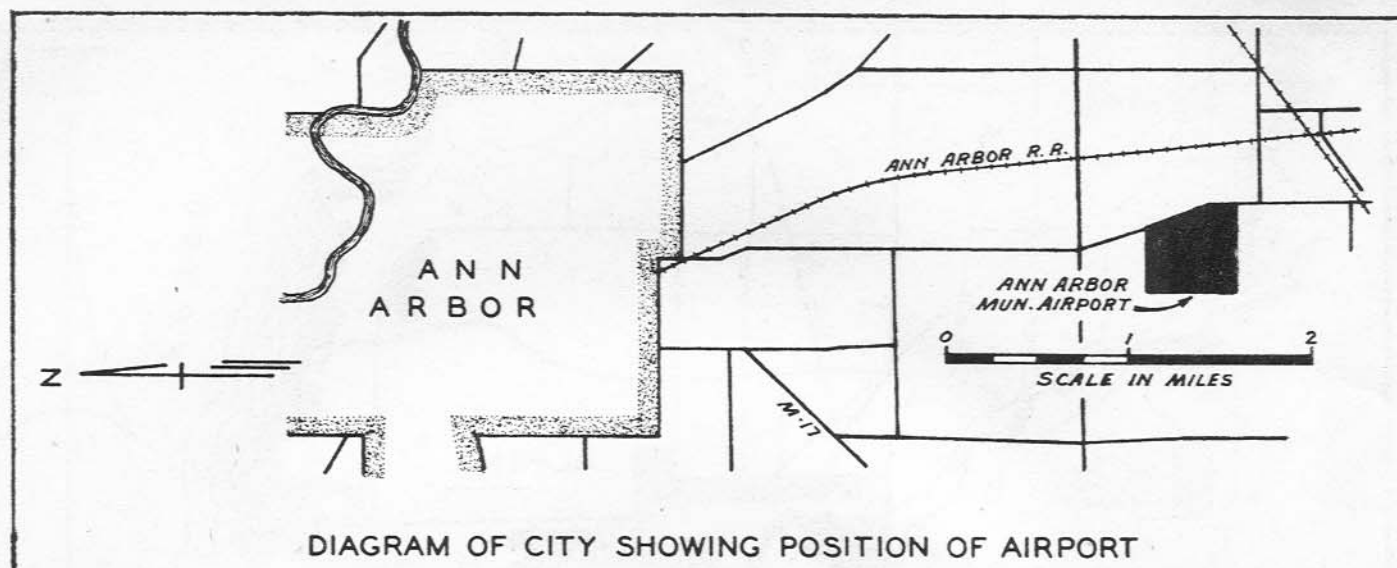 ANN ARBOR R.R.
ANN
ARBOR
ANN ARBOR
MUN. AIRPORT
0 1 2
SCALE IN MILES
N
M-17
DIAGRAM OF CITY SHOWING POSITION OF AIRPORT